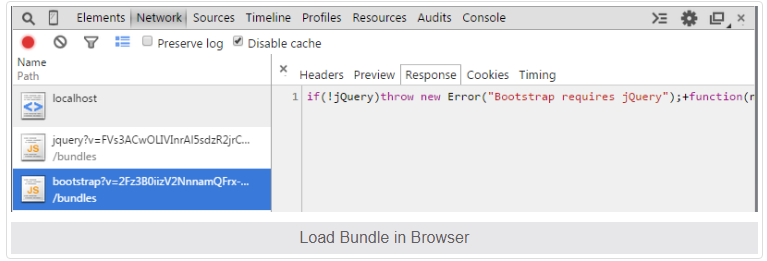 Elements Network Sources Timeline Profiles Resources Audits Console
Preserve log Disable cache
Name
Path
Headers Preview Response Cookies Timing
localhost
1 if(!jQuery)throw new Error("Bootstrap requires jQuery");+function(n
jquery?v=FVs3ACwOLIVInrAl5sdzR2jrC...
/bundles
bootstrap?v=2Fz3B0iizV2NnnamQFrx-...
/bundles
Load Bundle in Browser